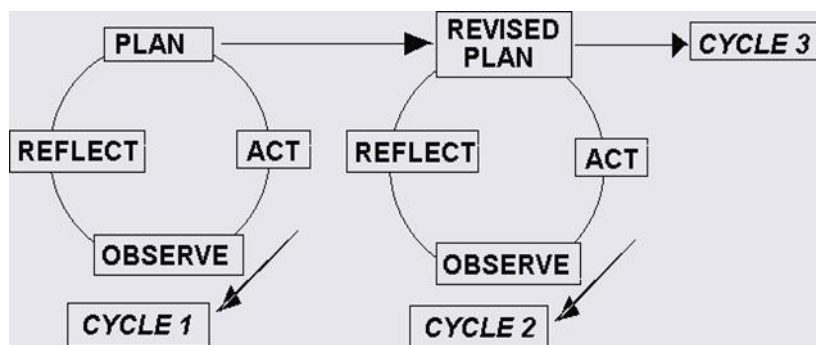 PLAN
REFLECT
ACT
OBSERVE
CYCLE 1
REVISED
PLAN
REFLECT
ACT
OBSERVE
CYCLE 2
CYCLE 3